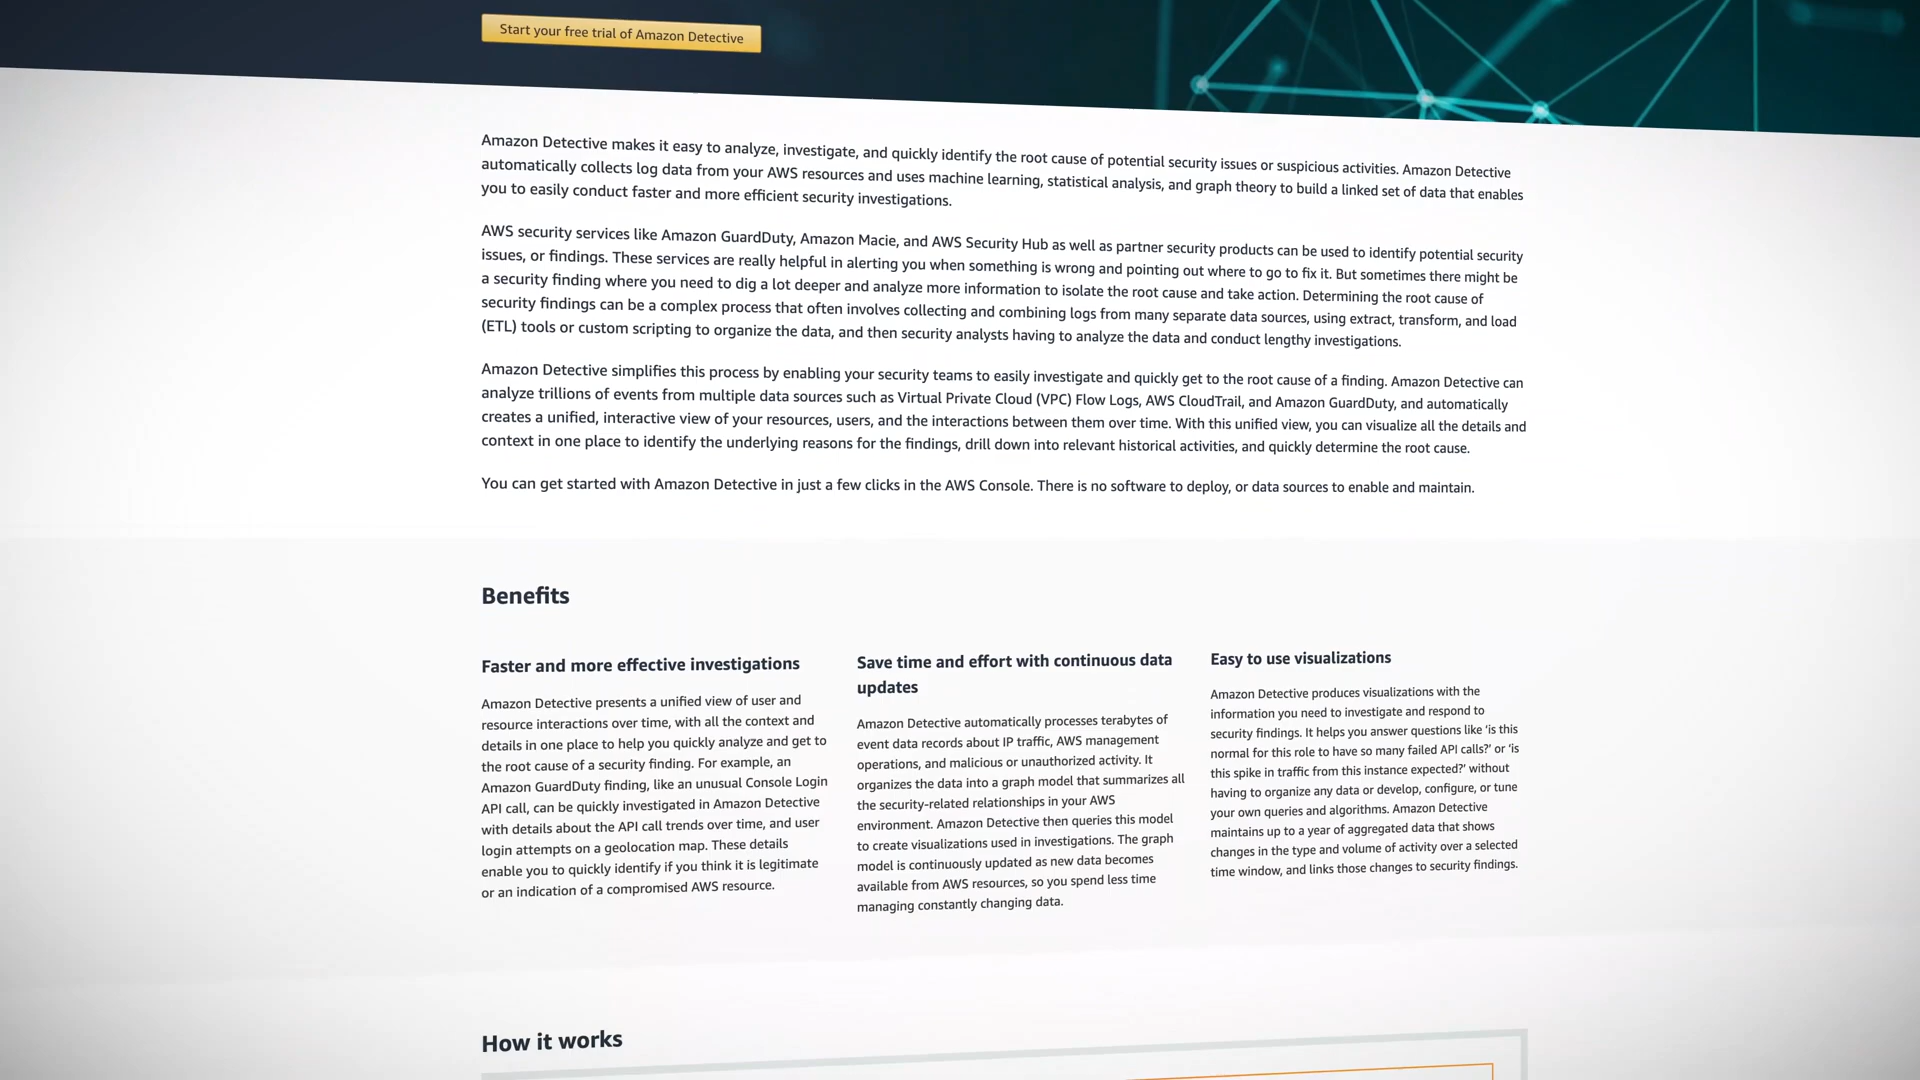 Start your free trial of Amazon Detective
Amazon Detective makes it easy to analyze, investigate, and quickly identify the root cause of potential security issues or suspicious activities. Amazon Detective
automatically collects log data from your AWS resources and uses machine learning, statistical analysis, and graph theory to build a linked set of data that enables
you to easily conduct faster and more efficient security investigations.
AWS security services like Amazon GuardDuty, Amazon Macie, and AWS Security Hub as well as partner security products can be used to identify potential security
issues, or findings. These services are really helpful in alerting you when something is wrong and pointing out where to go to fix it. But sometimes there might be
a security finding where you need to dig a lot deeper and analyze more information to isolate the root cause and take action. Determining the root cause of
security findings can be a complex process that often involves collecting and combining logs from many separate data sources, using extract, transform, and load
(ETL) tools or custom scripting to organize the data, and then security analysts having to analyze the data and conduct lengthy investigations.
Amazon Detective simplifies this process by enabling your security teams to easily investigate and quickly get to the root cause of a finding. Amazon Detective can
analyze trillions of events from multiple data sources such as Virtual Private Cloud (VPC) Flow Logs, AWS CloudTrail, and Amazon GuardDuty, and automatically
creates a unified, interactive view of your resources, users, and the interactions between them over time. With this unified view, you can visualize all the details and
context in one place to identify the underlying reasons for the findings, drill down into relevant historical activities, and quickly determine the root cause.
You can get started with Amazon Detective in just a few clicks in the AWS Console. There is no software to deploy, or data sources to enable and maintain.
Benefits
Faster and more effective investigations
Amazon Detective presents a unified view of user and
resource interactions over time, with all the context and
details in one place to help you quickly analyze and get to
the root cause of a security finding. For example, an
Amazon GuardDuty finding, like an unusual Console Login
API call, can be quickly investigated in Amazon Detective
with details about the API call trends over time, and user
login attempts on a geolocation map. These details
enable you to quickly identify if you think it is legitimate
or an indication of a compromised AWS resource.
Save time and effort with continuous data
updates
Amazon Detective automatically processes terabytes of
event data records about IP traffic, AWS management
operations, and malicious or unauthorized activity. It
organizes the data into a graph model that summarizes all
the security-related relationships in your AWS
environment. Amazon Detective then queries this model
to create visualizations used in investigations. The graph
model is continuously updated as new data becomes
available from AWS resources, so you spend less time
managing constantly changing data.
Easy to use visualizations
Amazon Detective produces visualizations with the
information you need to investigate and respond to
security findings. It helps you answer questions like ‘is this
normal for this role to have so many failed API calls?’ or ‘is
this spike in traffic from this instance expected?’ without
having to organize any data or develop, configure, or tune
your own queries and algorithms. Amazon Detective
maintains up to a year of aggregated data that shows
changes in the type and volume of activity over a selected
time window, and links those changes to security findings.
How it works